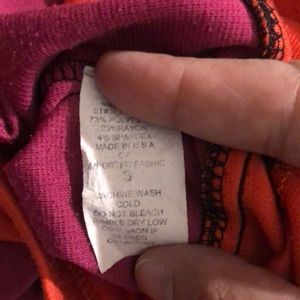 73% POLYE
23%RAYON
4% SPANDEX
MADE IN U S A
OF
IMPORTED FABRIC
S
MACHINE WASH
COLD
DO NOT BLEACH
TUMBLE DRY LOW
COOL IRON IF